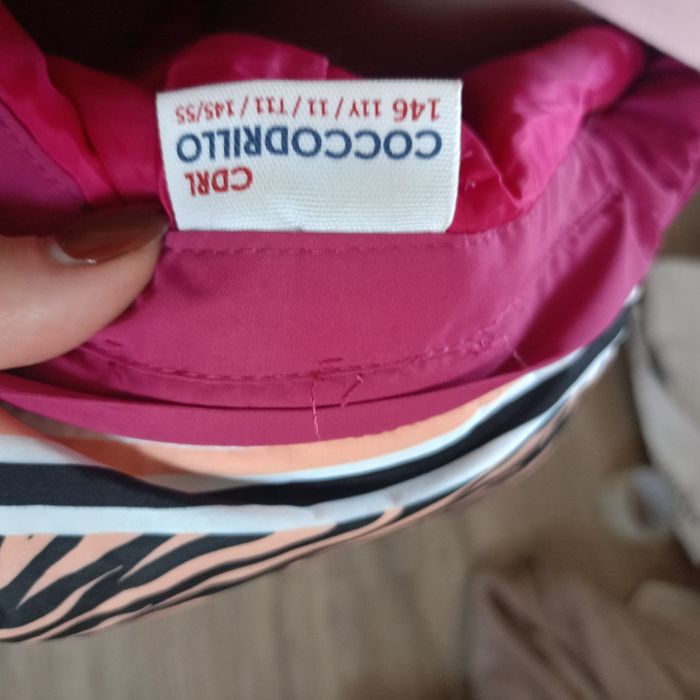 CDRL
COCCODRILLO
146 11Y / 11 / T11 / 145/55